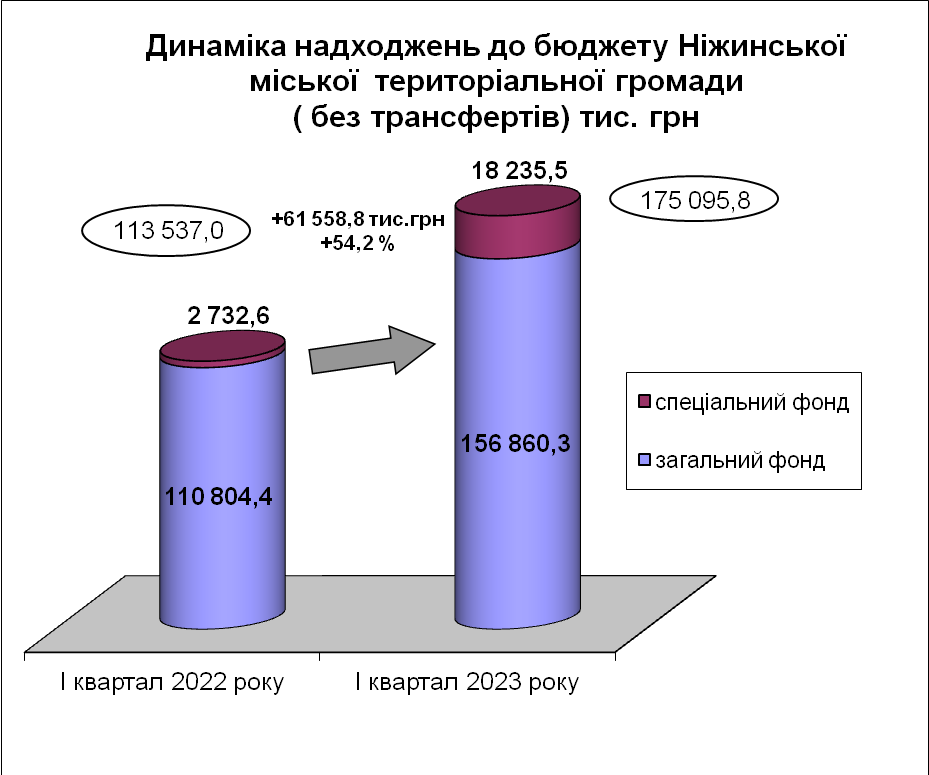 Динаміка надходжень до бюджету Ніжинської
міської територіальної громади
( без трансфертів) тис. грн
18 235,5
175 095,8
113 537,0
+61 558,8 тис.грн
+54,2 %
2 732,6
спеціальний фонд
156 860,3
загальний фонд
110 804,4
І квартал 2022 року
І квартал 2023 року